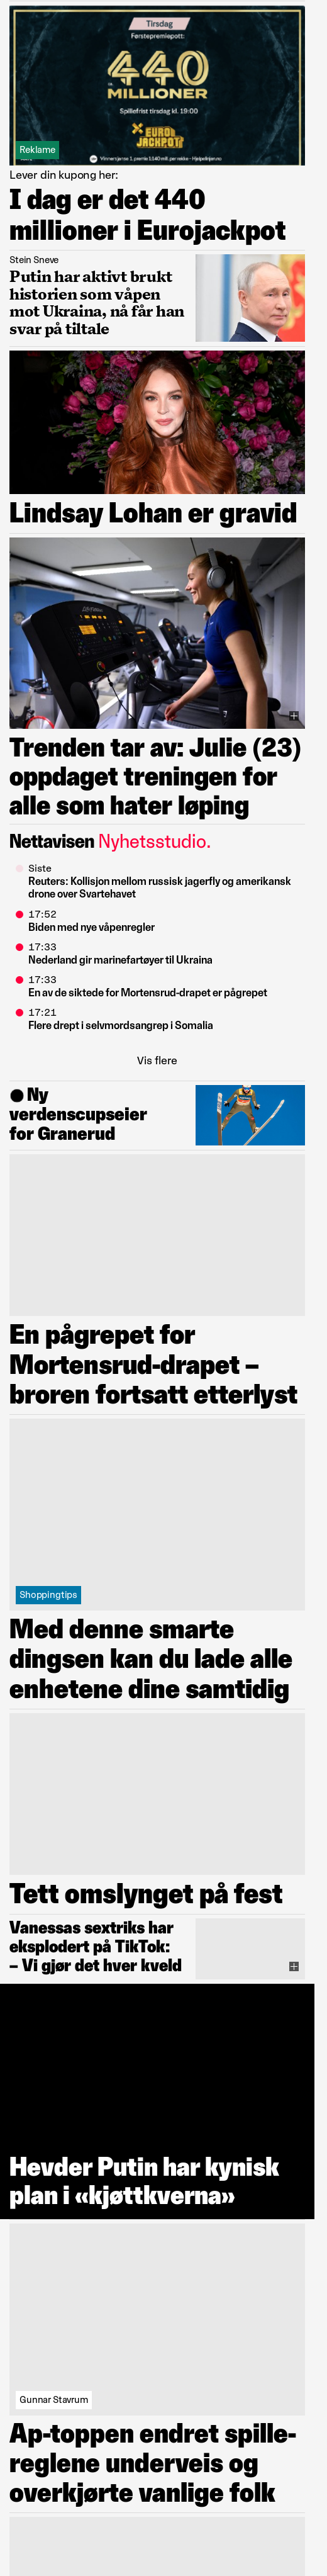 Tirsdag
Førstepremiepott:
440
MILLIONER
Spillefrist tirsdag kl. 19:00
EURO
JACKPOT
Reklame
Lever din kupong her:
I dag er det 440
millioner i Eurojackpot
Stein Sneve
Putin har aktivt brukt
historien som våpen
mot Ukraina, nå får han
svar på tiltale
Lindsay Lohan er gravid
Trenden tar av: Julie (23)
oppdaget treningen for
alle som hater løping
Nettavisen Nyhetsstudio.
Siste
Reuters: Kollisjon mellom russisk jagerfly og amerikansk
drone over Svartehavet
17:52
Biden med nye våpenregler
17:33
Nederland gir marinefartøyer til Ukraina
17:33
En av de siktede for Mortensrud-drapet er pågrepet
17:21
Flere drept i selvmordsangrep i Somalia
Vis flere
Ny
verdenscupseier
for Granerud
En pågrepet for
Mortensrud-drapet –
broren fortsatt etterlyst
Shoppingtips
Med denne smarte
dingsen kan du lade alle
enhetene dine samtidig
Tett omslynget på fest
Vanessas sextriks har
eksplodert på TikTok:
– Vi gjør det hver kveld
Hevder Putin har kynisk
plan i «kjøttkverna»
Gunnar Stavrum
Ap-toppen endret spille-
reglene underveis og
overkjørte vanlige folk